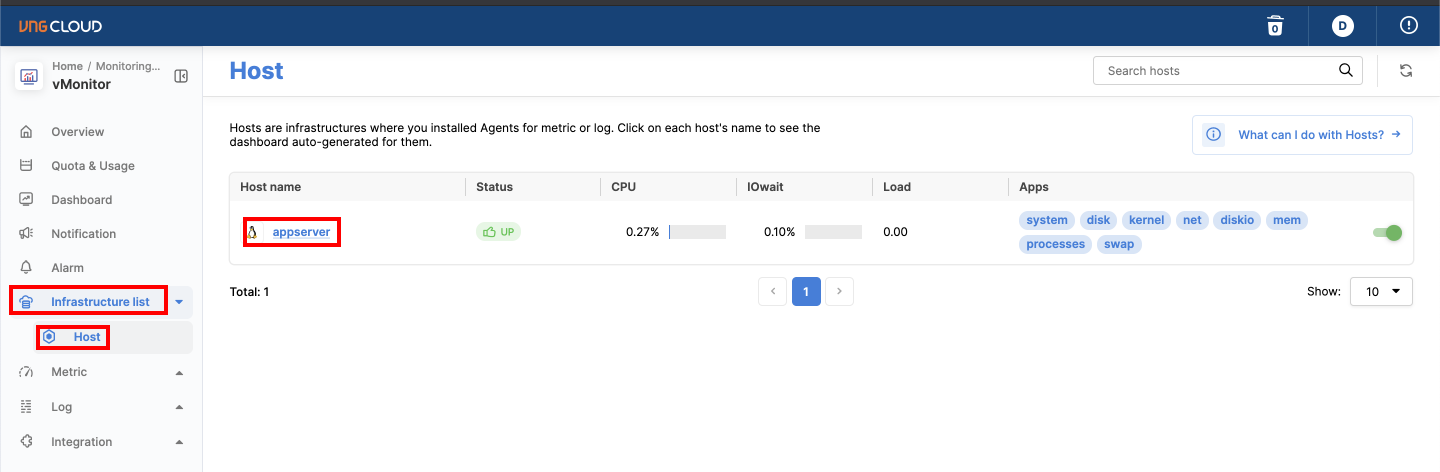 VNG CLOUD
0
D
Home / Monitoring...
vMonitor
Overview
Quota & Usage
Dashboard
Notification
Alarm
Infrastructure list
Host
Metric
Log
Integration
Host
Search hosts
Hosts are infrastructures where you installed Agents for metric or log. Click on each host's name to see the
dashboard auto-generated for them.
What can I do with Hosts? →
Host name Status CPU IOwait Load Apps
appserver UP 0.27% 0.10% 0.00
system disk kernel net diskio mem
processes swap
Total: 1
< 1 >
Show: 10